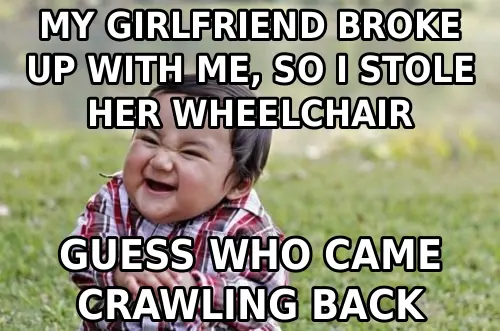 MY GIRLFRIEND BROKE
UP WITH ME, SO I STOLE
HER WHEELCHAIR
GUESS WHO CAME
CRAWLING BACK